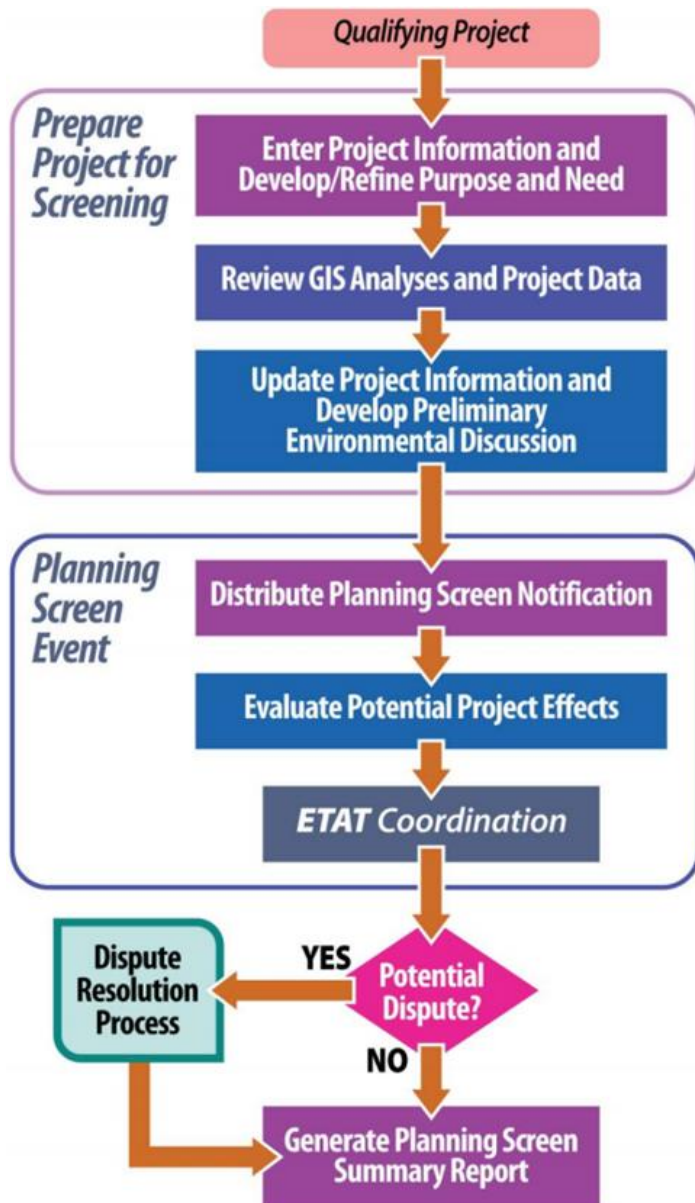 Qualifying Project
Prepare
Project for
Screening
Enter Project Information and
Develop/Refine Purpose and Need
Review GIS Analyses and Project Data
Update Project Information and
Develop Preliminary
Environmental Discussion
Planning
Screen
Event
Distribute Planning Screen Notification
Evaluate Potential Project Effects
ETAT Coordination
Potential
Dispute?
YES
Dispute
Resolution
Process
NO
Generate Planning Screen
Summary Report